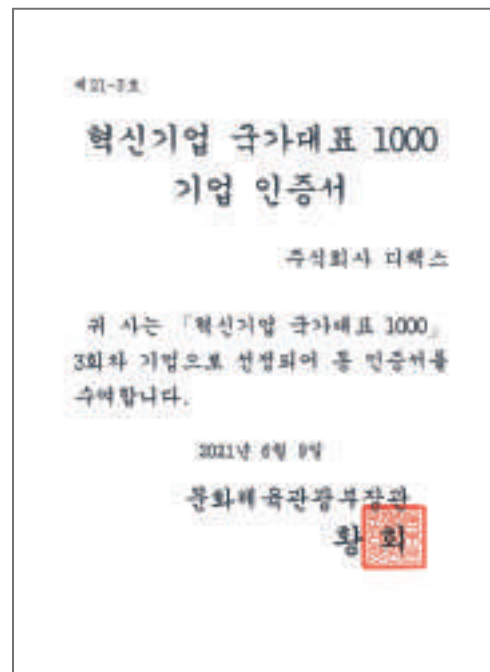 제21-3호
혁신기업 국가대표 1000
기업 인증서
주식회사 디랙스
귀 사는 「혁신기업 국가대표 1000」
3회차 기업으로 선정되어 동 인증서를
수여합니다.
2021년 6월 9일
문화체육관광부장관
황 희